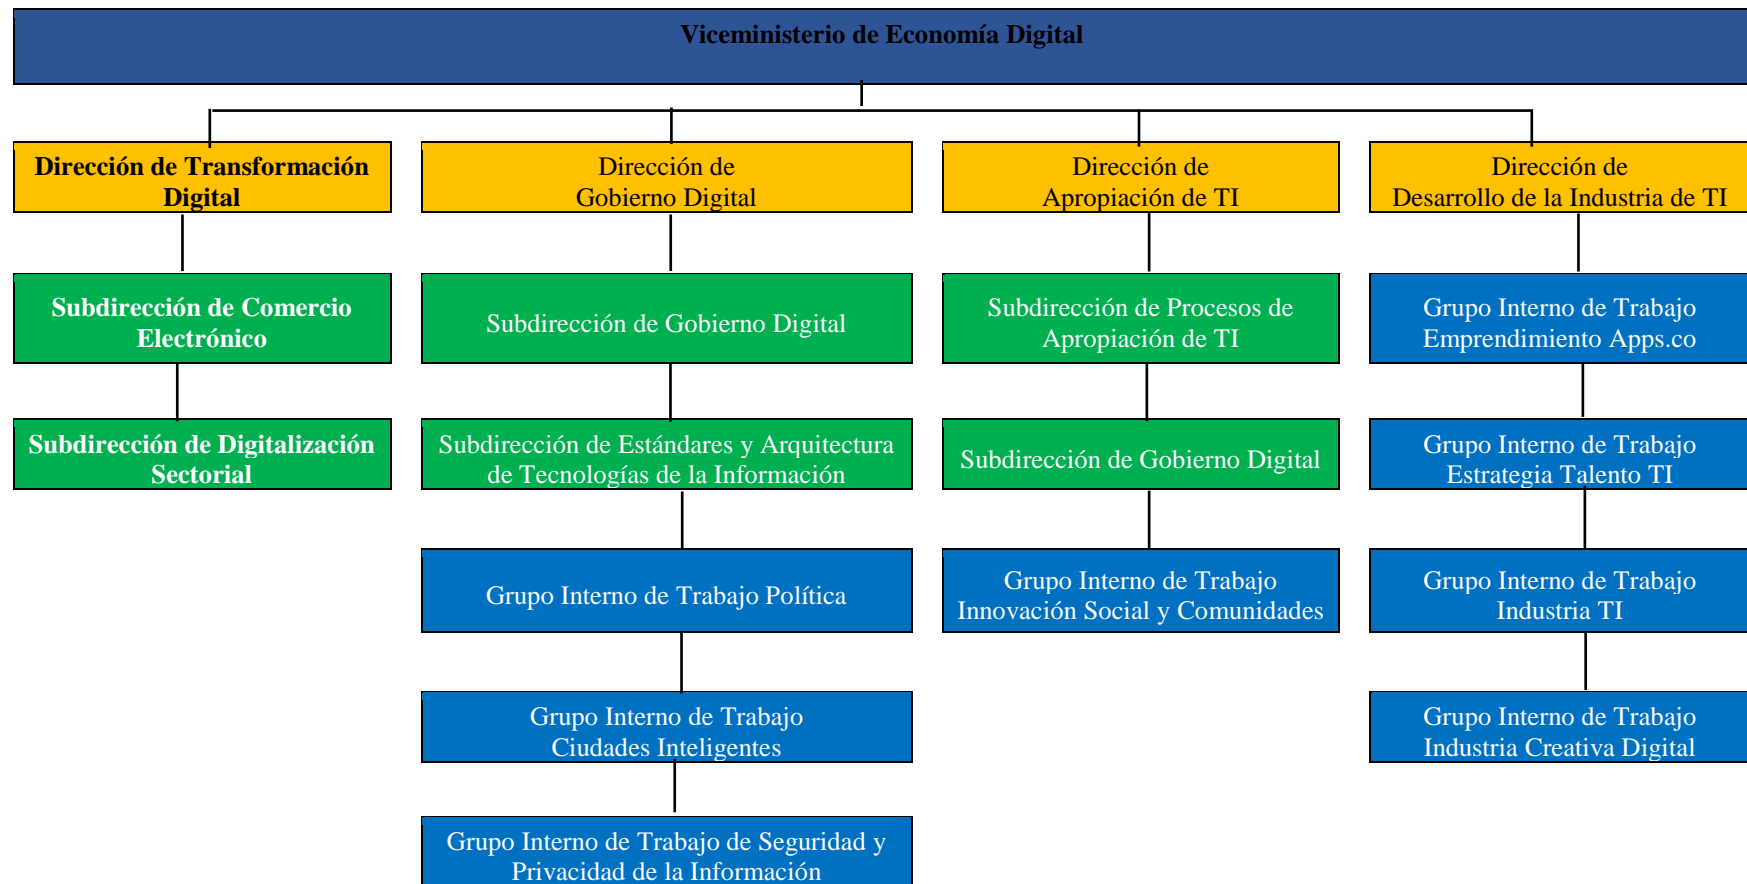 Viceministerio de Economía Digital
Dirección de Transformación
Digital
Dirección de
Gobierno Digital
Dirección de
Apropiación de TI
Dirección de
Desarrollo de la Industria de TI
Subdirección de Comercio
Electrónico
Subdirección de Gobierno Digital
Subdirección de Procesos de
Apropiación de TI
Grupo Interno de Trabajo
Emprendimiento Apps.co
Subdirección de Digitalización
Sectorial
Subdirección de Estándares y Arquitectura
de Tecnologías de la Información
Subdirección de Gobierno Digital
Grupo Interno de Trabajo
Estrategia Talento TI
Grupo Interno de Trabajo Política
Grupo Interno de Trabajo
Innovación Social y Comunidades
Grupo Interno de Trabajo
Industria TI
Grupo Interno de Trabajo
Ciudades Inteligentes
Grupo Interno de Trabajo
Industria Creativa Digital
Grupo Interno de Trabajo de Seguridad y
Privacidad de la Información